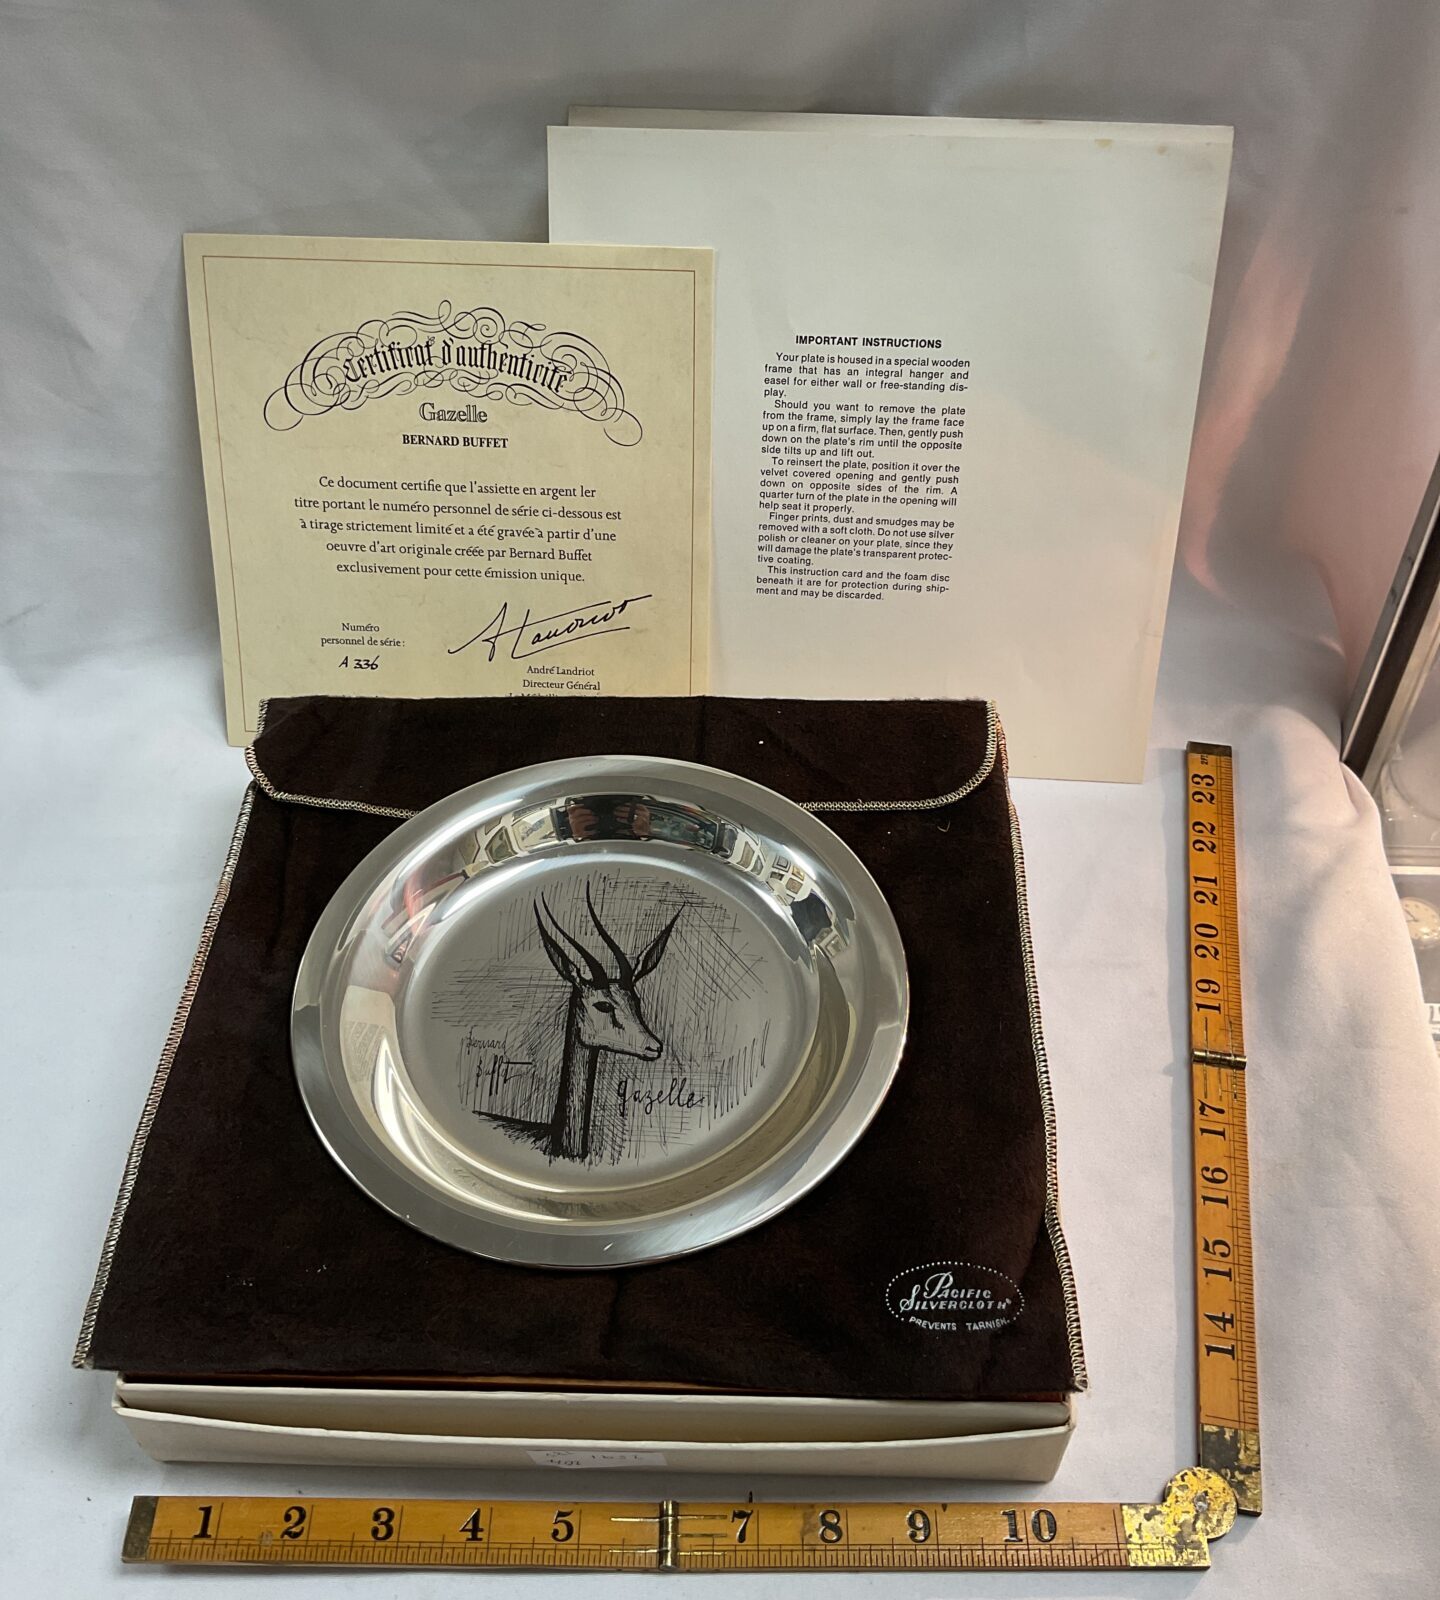 Certificat d'authenticité
Gazelle
BERNARD BUFFET
Ce document certifie que l'assiette en argent 1er
titre portant le numéro personnel de série ci-dessous est
à tirage strictement limité et a été gravée à partir d'une
oeuvre d'art originale créée par Bernard Buffet
exclusivement pour cette émission unique.
Numéro
personnel de série:
A 336
André Landriot
Directeur Général
IMPORTANT INSTRUCTIONS
Your plate is housed in a special wooden
frame that has an integral hanger and
easel for either wall or free-standing dis-
play.
Should you want to remove the plate
from the frame, simply lay the frame face
up on a firm, flat surface. Then, gently push
down on the plate's rim until the opposite
side tilts up and lift out.
To reinsert the plate, position it over the
velvet covered opening and gently push
down on opposite sides of the rim. A
quarter turn of the plate in the opening will
help seat it properly.
Finger prints, dust and smudges may be
removed with a soft cloth. Do not use silver
polish or cleaner on your plate, since they
will damage the plate's transparent protec-
tive coating.
This instruction card and the foam disc
beneath it are for protection during ship-
ment and may be discarded.
Bernard
Buffet
gazelle
PACIFIC
SILVERCLOTH®
PREVENTS TARNISH
1 2 3 4 5 7 8 9 10
14 15 16 17 19 20 21 22 23